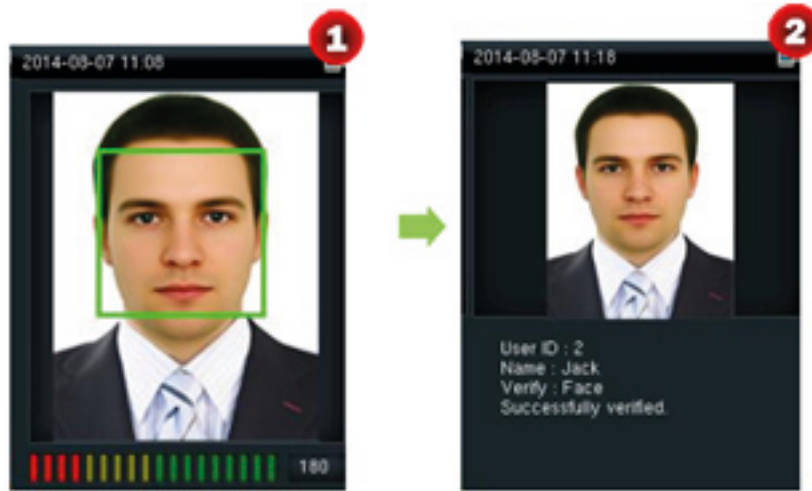 1
2014-08-07 11:08
180
2
2014-08-07 11:18
User ID : 2
Name : Jack
Verify : Face
Successfully verified.